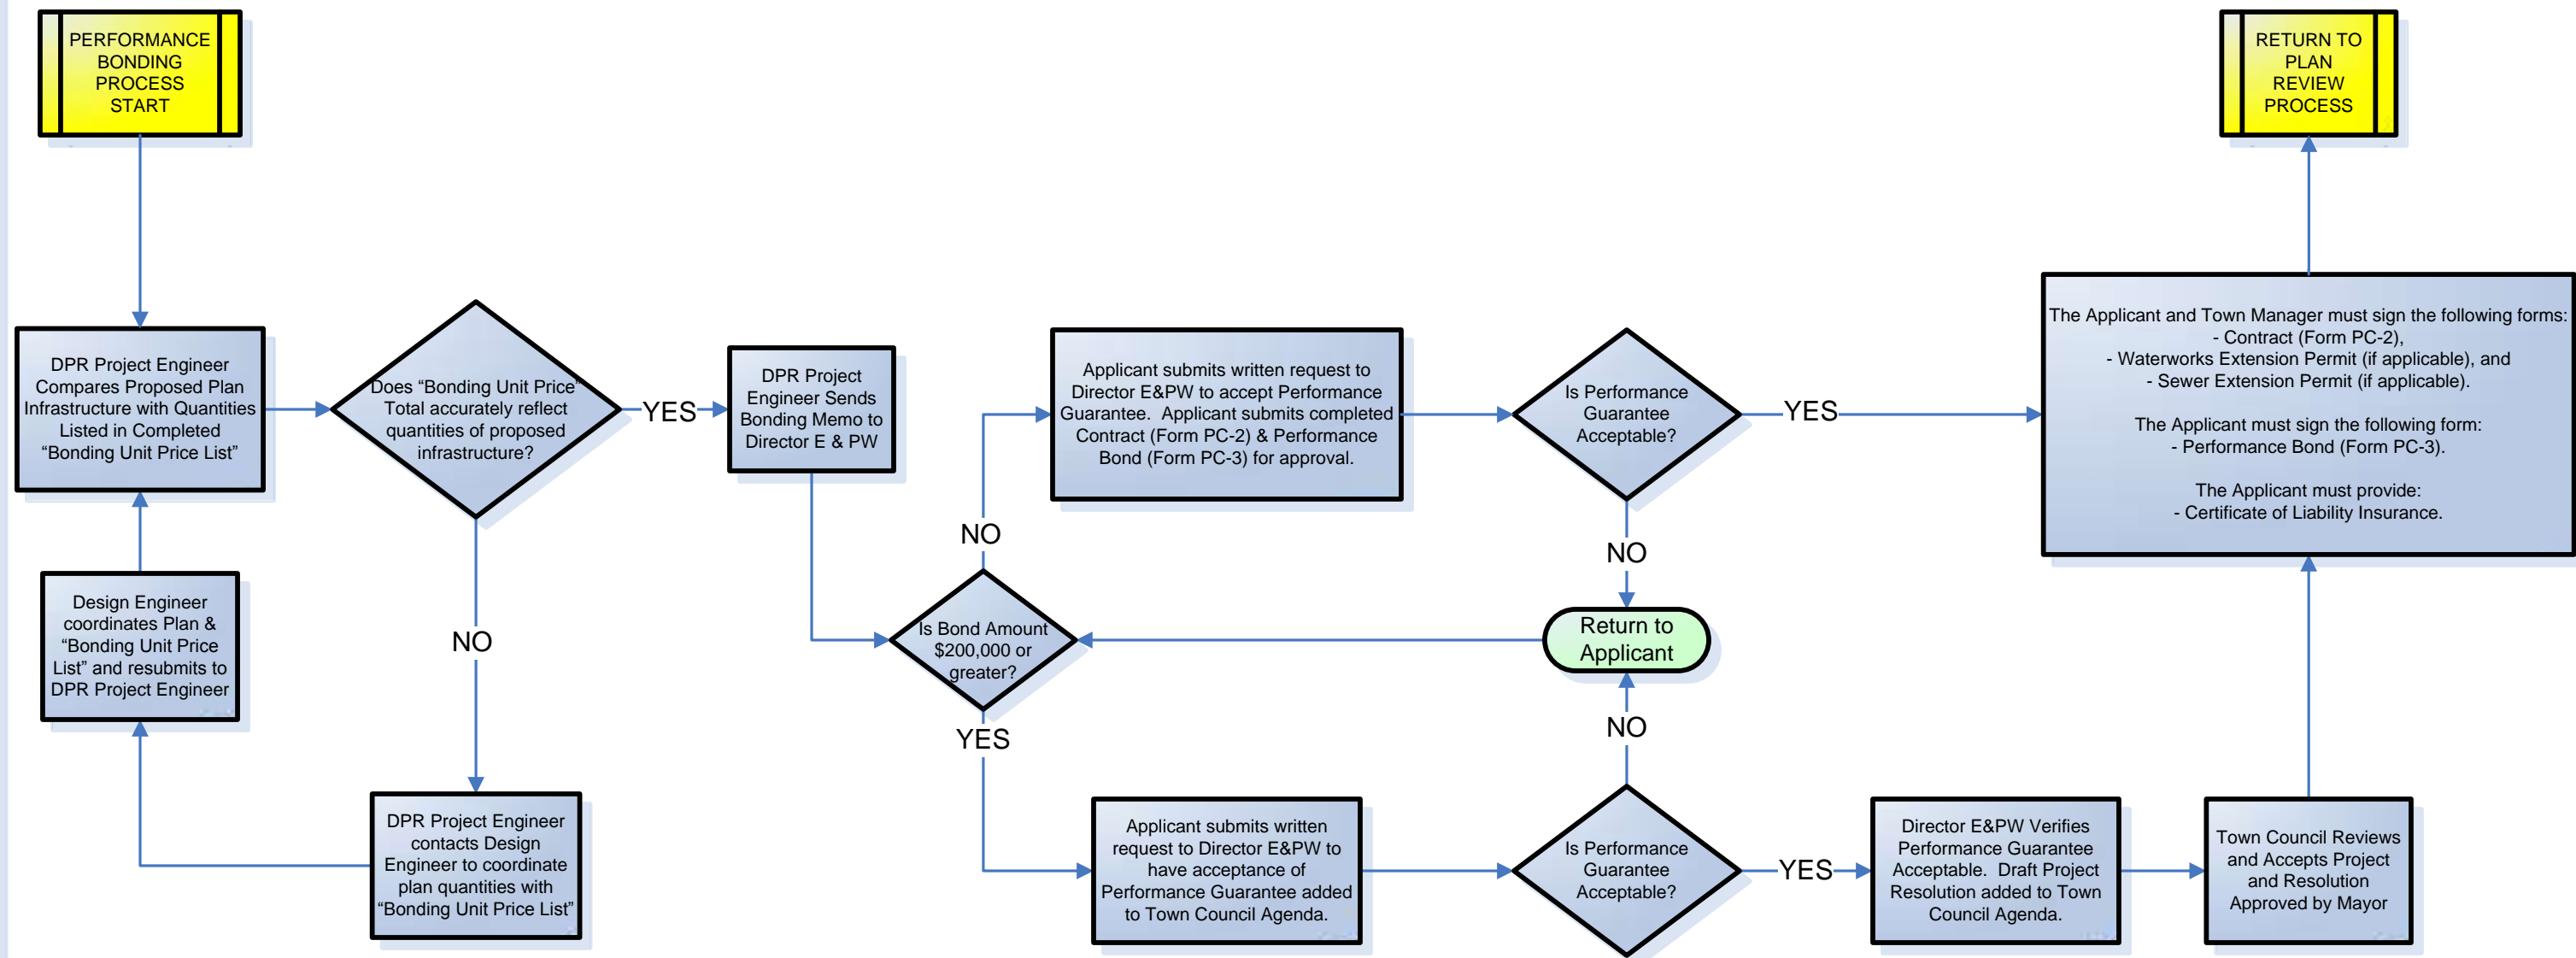 PERFORMANCE
BONDING
PROCESS
START
RETURN TO
PLAN
REVIEW
PROCESS
DPR Project Engineer
Compares Proposed Plan
Infrastructure with Quantities
Listed in Completed
“Bonding Unit Price List”
Does “Bonding Unit Price”
Total accurately reflect
quantities of proposed
infrastructure?
YES
DPR Project
Engineer Sends
Bonding Memo to
Director E & PW
NO
Design Engineer
coordinates Plan &
“Bonding Unit Price
List” and resubmits to
DPR Project Engineer
DPR Project Engineer
contacts Design
Engineer to coordinate
plan quantities with
“Bonding Unit Price List”
Is Bond Amount
$200,000 or
greater?
NO
YES
Applicant submits written request to
Director E&PW to accept Performance
Guarantee.  Applicant submits completed
Contract (Form PC-2) & Performance
Bond (Form PC-3) for approval.
Is Performance
Guarantee
Acceptable?
YES
NO
Return to
Applicant
NO
Applicant submits written
request to Director E&PW to
have acceptance of
Performance Guarantee added
to Town Council Agenda.
Is Performance
Guarantee
Acceptable?
YES
Director E&PW Verifies
Performance Guarantee
Acceptable.  Draft Project
Resolution added to Town
Council Agenda.
Town Council Reviews
and Accepts Project
and Resolution
Approved by Mayor
The Applicant and Town Manager must sign the following forms:
- Contract (Form PC-2),
- Waterworks Extension Permit (if applicable), and
- Sewer Extension Permit (if applicable).
The Applicant must sign the following form:
- Performance Bond (Form PC-3).
The Applicant must provide:
- Certificate of Liability Insurance.